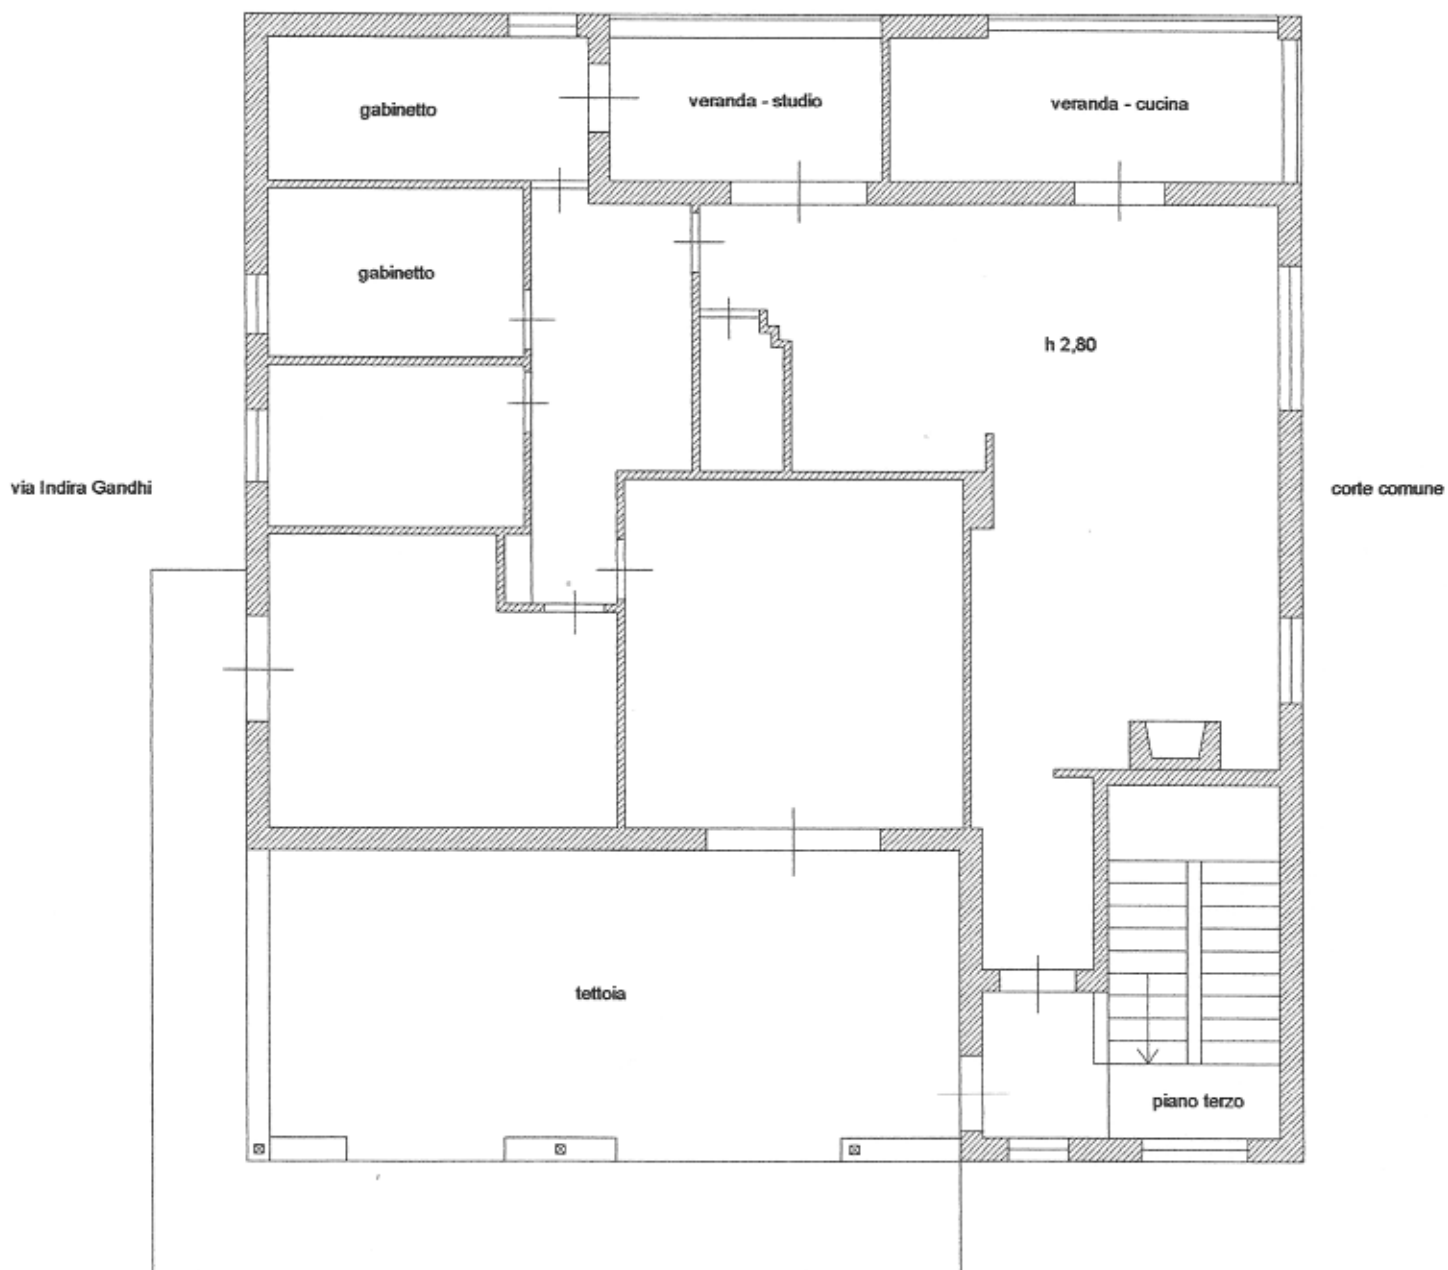 gabinetto
veranda - studio
veranda - cucina
gabinetto
h 2,80
via Indira Gandhi
corte comune
tettoia
piano terzo